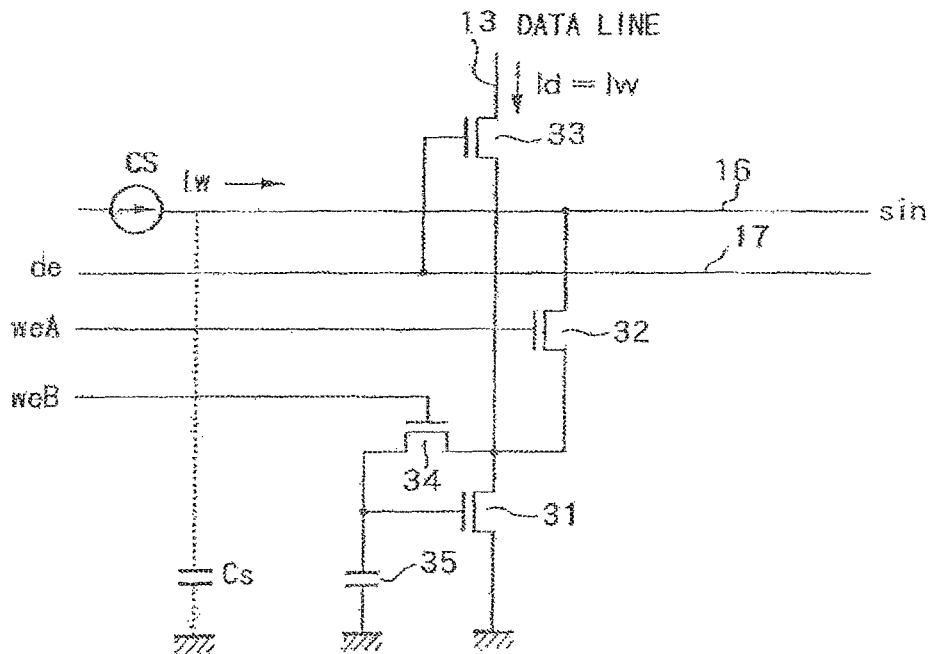 13 DATA LINE
Id = Iw
33
CS
Iw
16
sin
17
de
weA
32
weB
34
31
35
Cs